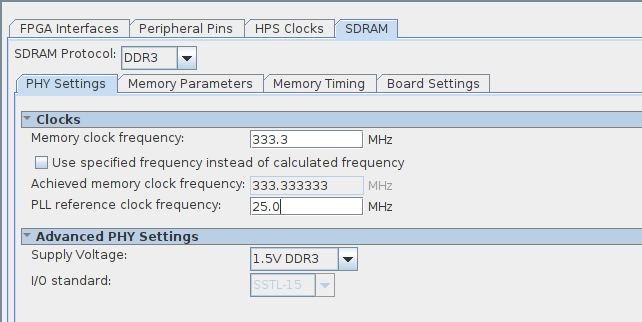 FPGA Interfaces Peripheral Pins HPS Clocks SDRAM
SDRAM Protocol: DDR3
PHY Settings Memory Parameters Memory Timing Board Settings
Clocks
Memory clock frequency: 333.3 MHz
Use specified frequency instead of calculated frequency
Achieved memory clock frequency: 333.333333 MHz
PLL reference clock frequency: 25.0 MHz
Advanced PHY Settings
Supply Voltage: 1.5V DDR3
I/O standard: SSTL-15